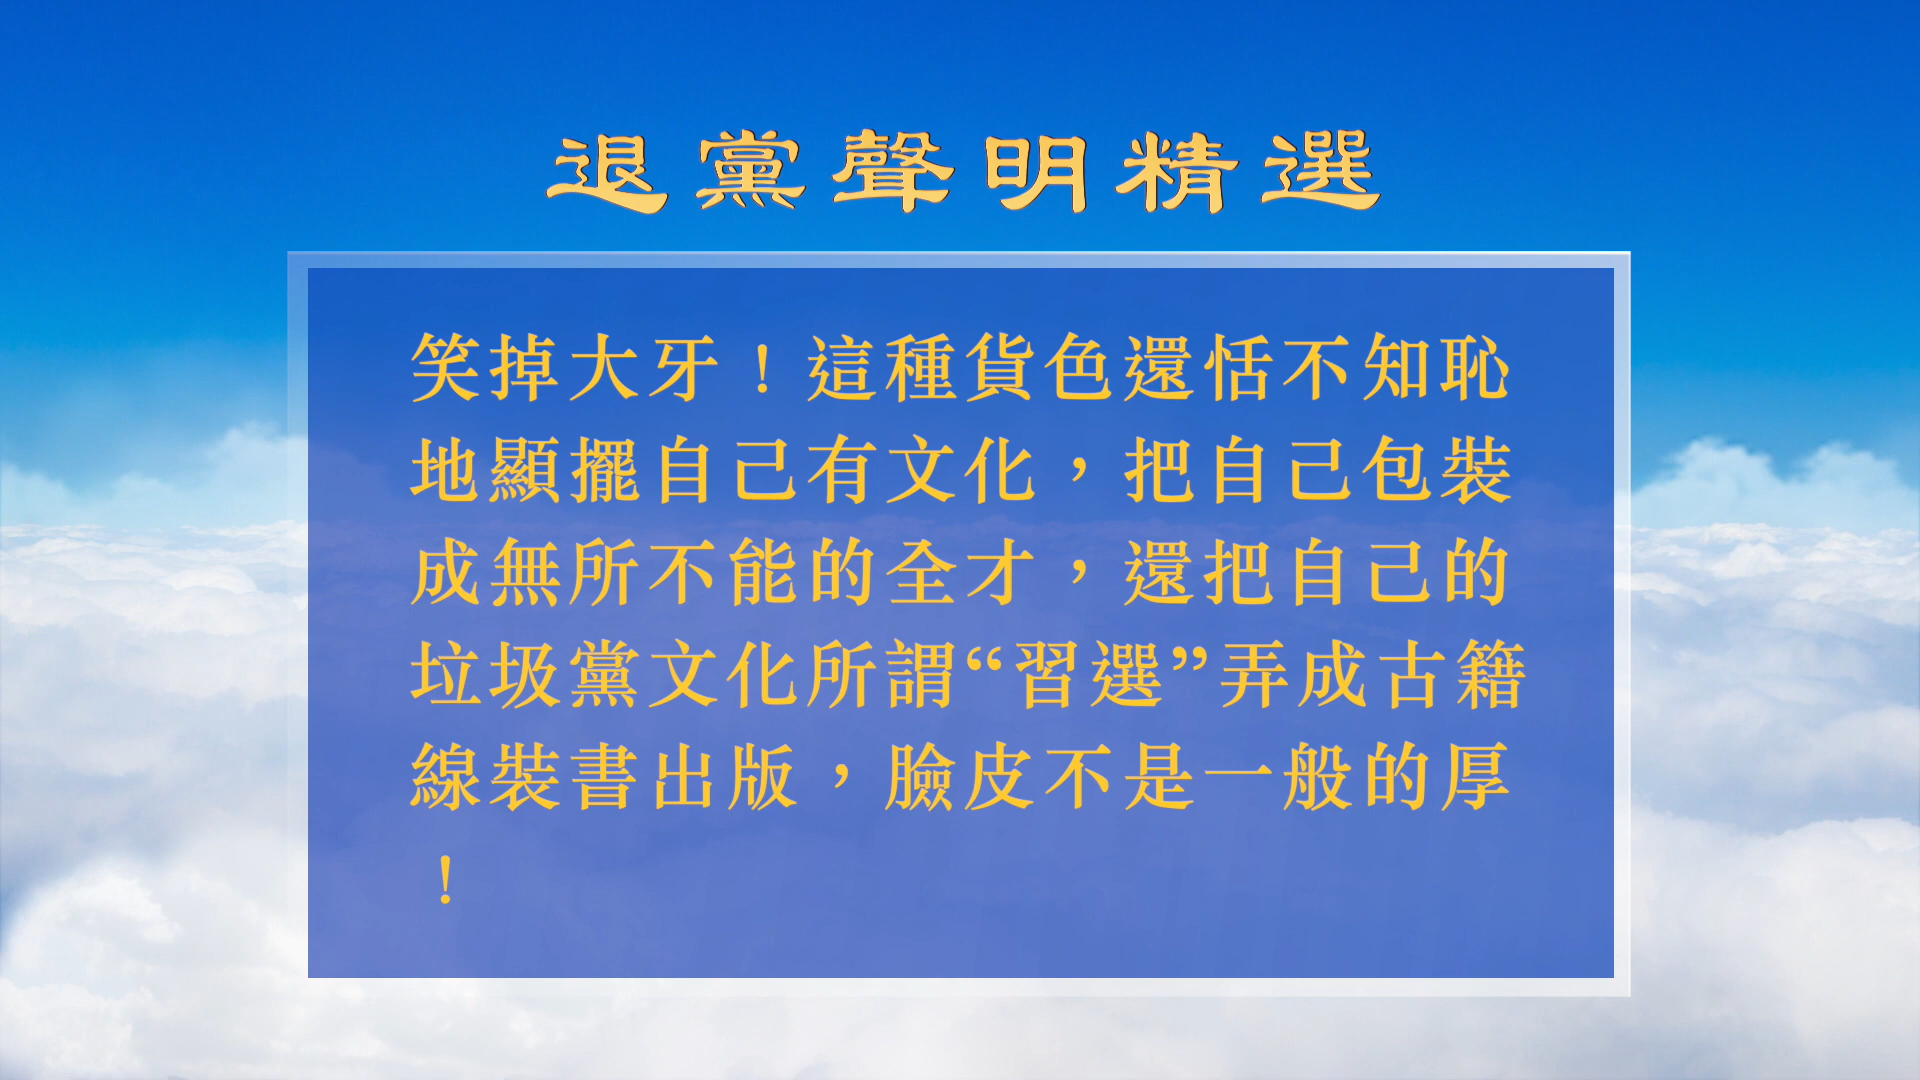 退黨聲明精選
笑掉大牙！這種貨色還恬不知恥
地顯擺自己有文化，把自己包裝
成無所不能的全才，還把自己的
垃圾黨文化所謂“習選”弄成古籍
線裝書出版，臉皮不是一般的厚
！